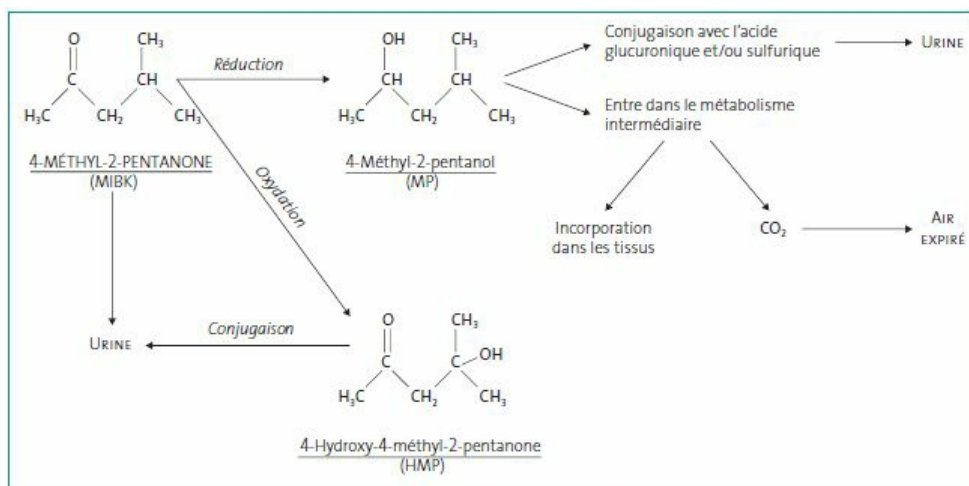 O
CH3
C
CH
H3C
CH2
CH3
4-MÉTHYL-2-PENTANONE
(MIBK)
Réduction
OH
CH3
CH
CH
H3C
CH2
CH3
4-Méthyl-2-pentanol
(MP)
Conjugaison avec l'acide
glucuronique et/ou sulfurique
URINE
Entre dans le métabolisme
intermédiaire
Incorporation
dans les tissus
CO2
AIR
EXPIRÉ
Oxydation
URINE
Conjugaison
O
CH3
C
C
OH
H3C
CH2
CH3
4-Hydroxy-4-méthyl-2-pentanone
(HMP)